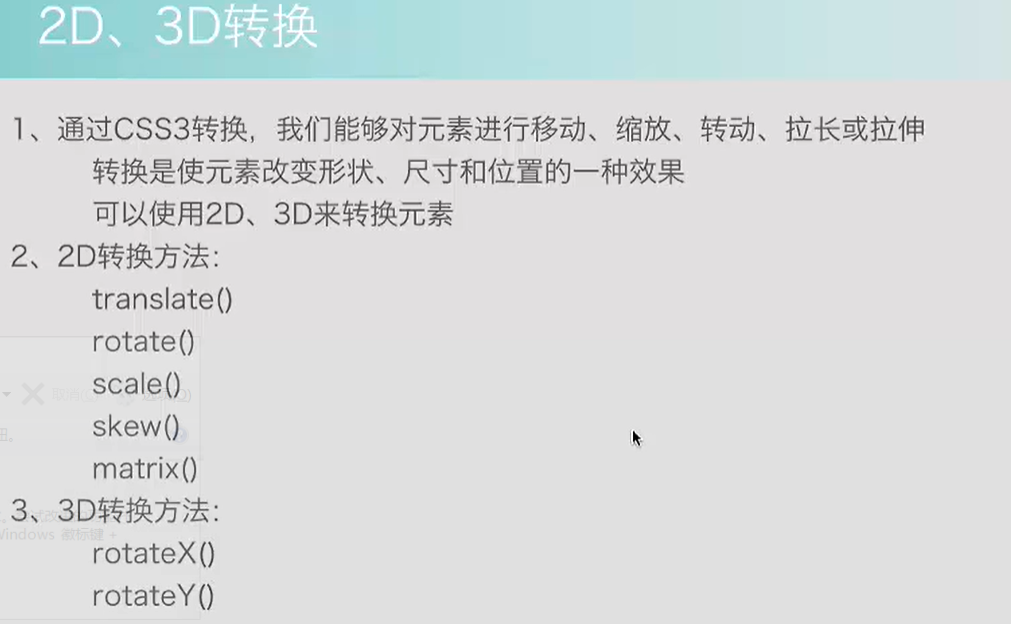 2D、3D转换
1、通过CSS3转换，我们能够对元素进行移动、缩放、转动、拉长或拉伸
转换是使元素改变形状、尺寸和位置的一种效果
可以使用2D、3D来转换元素
2、2D转换方法：
translate()
rotate()
scale()
skew()
matrix()
3、3D转换方法：
Windows 徽标键 +
rotateX()
rotateY()